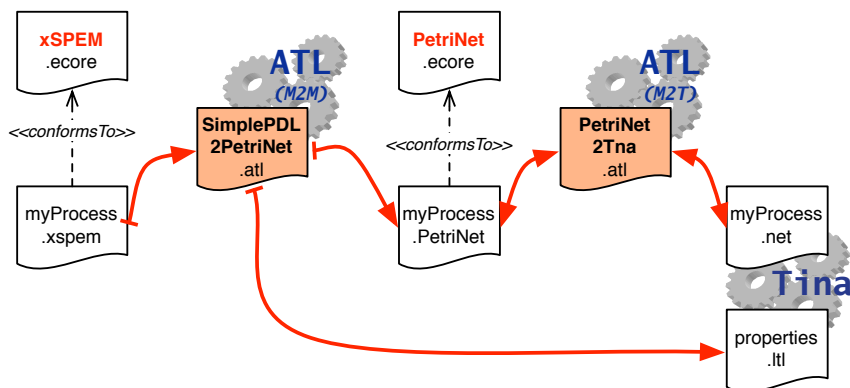 xSPEM
.ecore
PetriNet
.ecore
ATL
(M2M)
ATL
(M2T)
<<conformsTo>>
SimplePDL
2PetriNet
.atl
<<conformsTo>>
PetriNet
2Tna
.atl
myProcess
.xspem
myProcess
.PetriNet
myProcess
.net
Tina
properties
.ltl